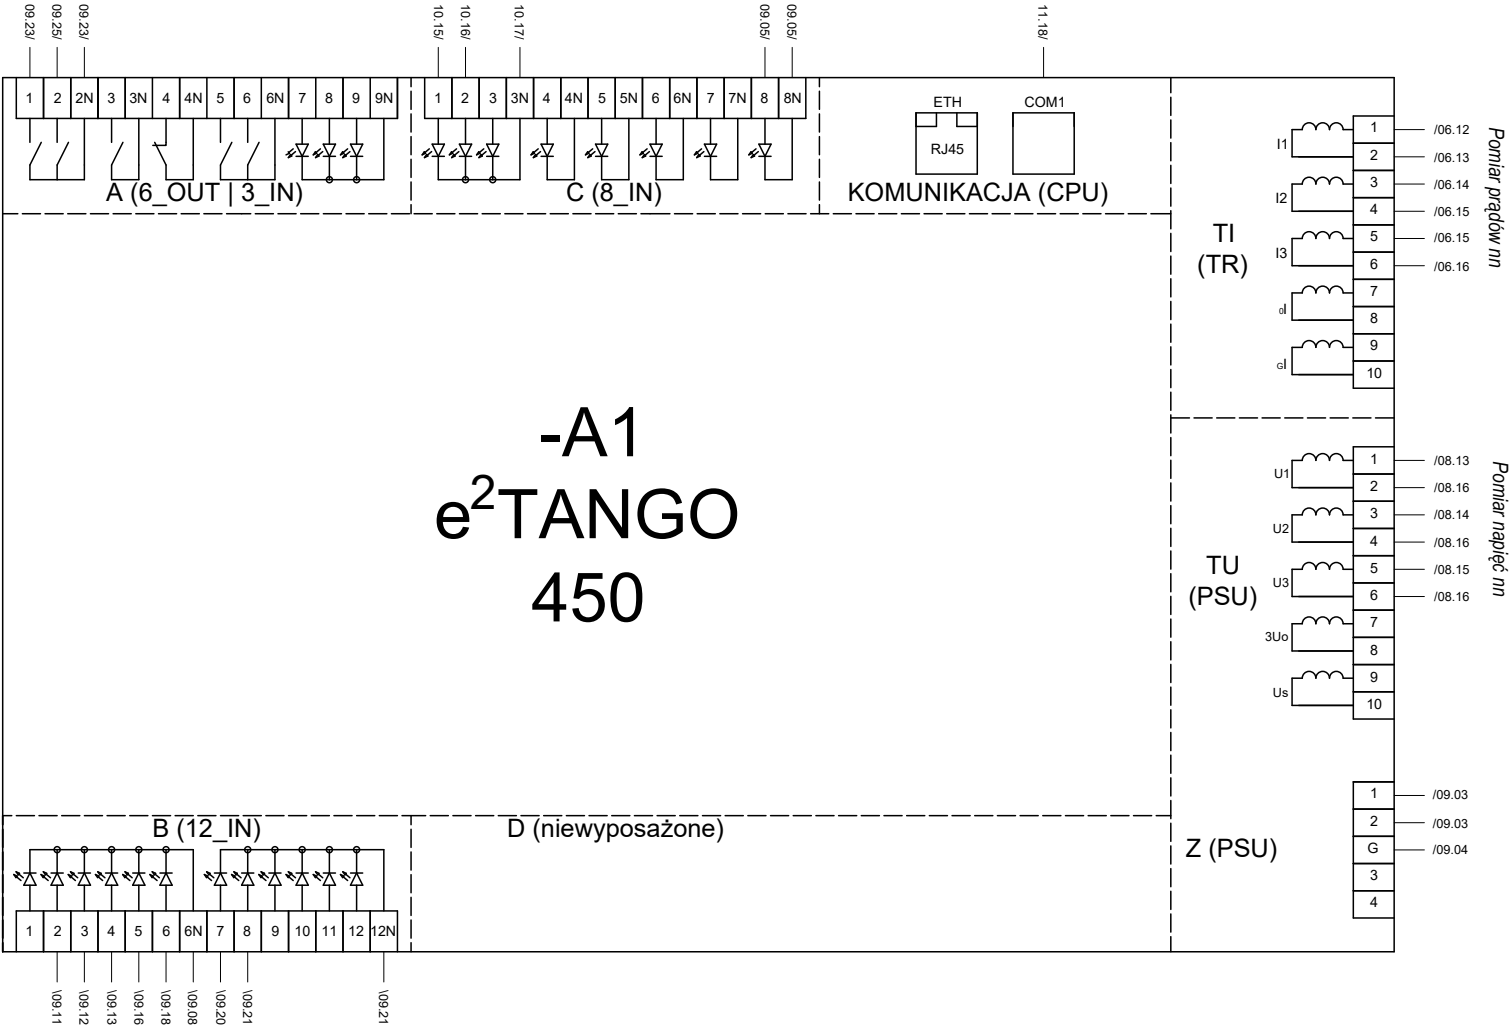 09.23/ 09.25/ 09.23/ 10.15/ 10.16/ 10.17/ 09.05/ 09.05/ 11.18/
1 2 2N 3 3N 4 4N 5 6 6N 7 8 9 9N
1 2 3 3N 4 4N 5 5N 6 6N 7 7N 8 8N
A (6_OUT | 3_IN)
C (8_IN)
ETH
RJ45
COM1
KOMUNIKACJA (CPU)
TI
(TR)
I1
I2
I3
0I
GI
1 /06.12
2 /06.13
3 /06.14
4 /06.15
5 /06.15
6 /06.16
7
8
9
10
Pomiar prądów nn
-A1
e²TANGO
450
TU
(PSU)
U1
U2
U3
3Uo
Us
1 /08.13
2 /08.16
3 /08.14
4 /08.16
5 /08.15
6 /08.16
7
8
9
10
Pomiar napięć nn
Z (PSU)
1 /09.03
2 /09.03
G /09.04
3
4
B (12_IN)
D (niewyposażone)
1 2 3 4 5 6 6N 7 8 9 10 11 12 12N
\09.11 \09.12 \09.13 \09.16 \09.18 \09.08 \09.20 \09.21 \09.21